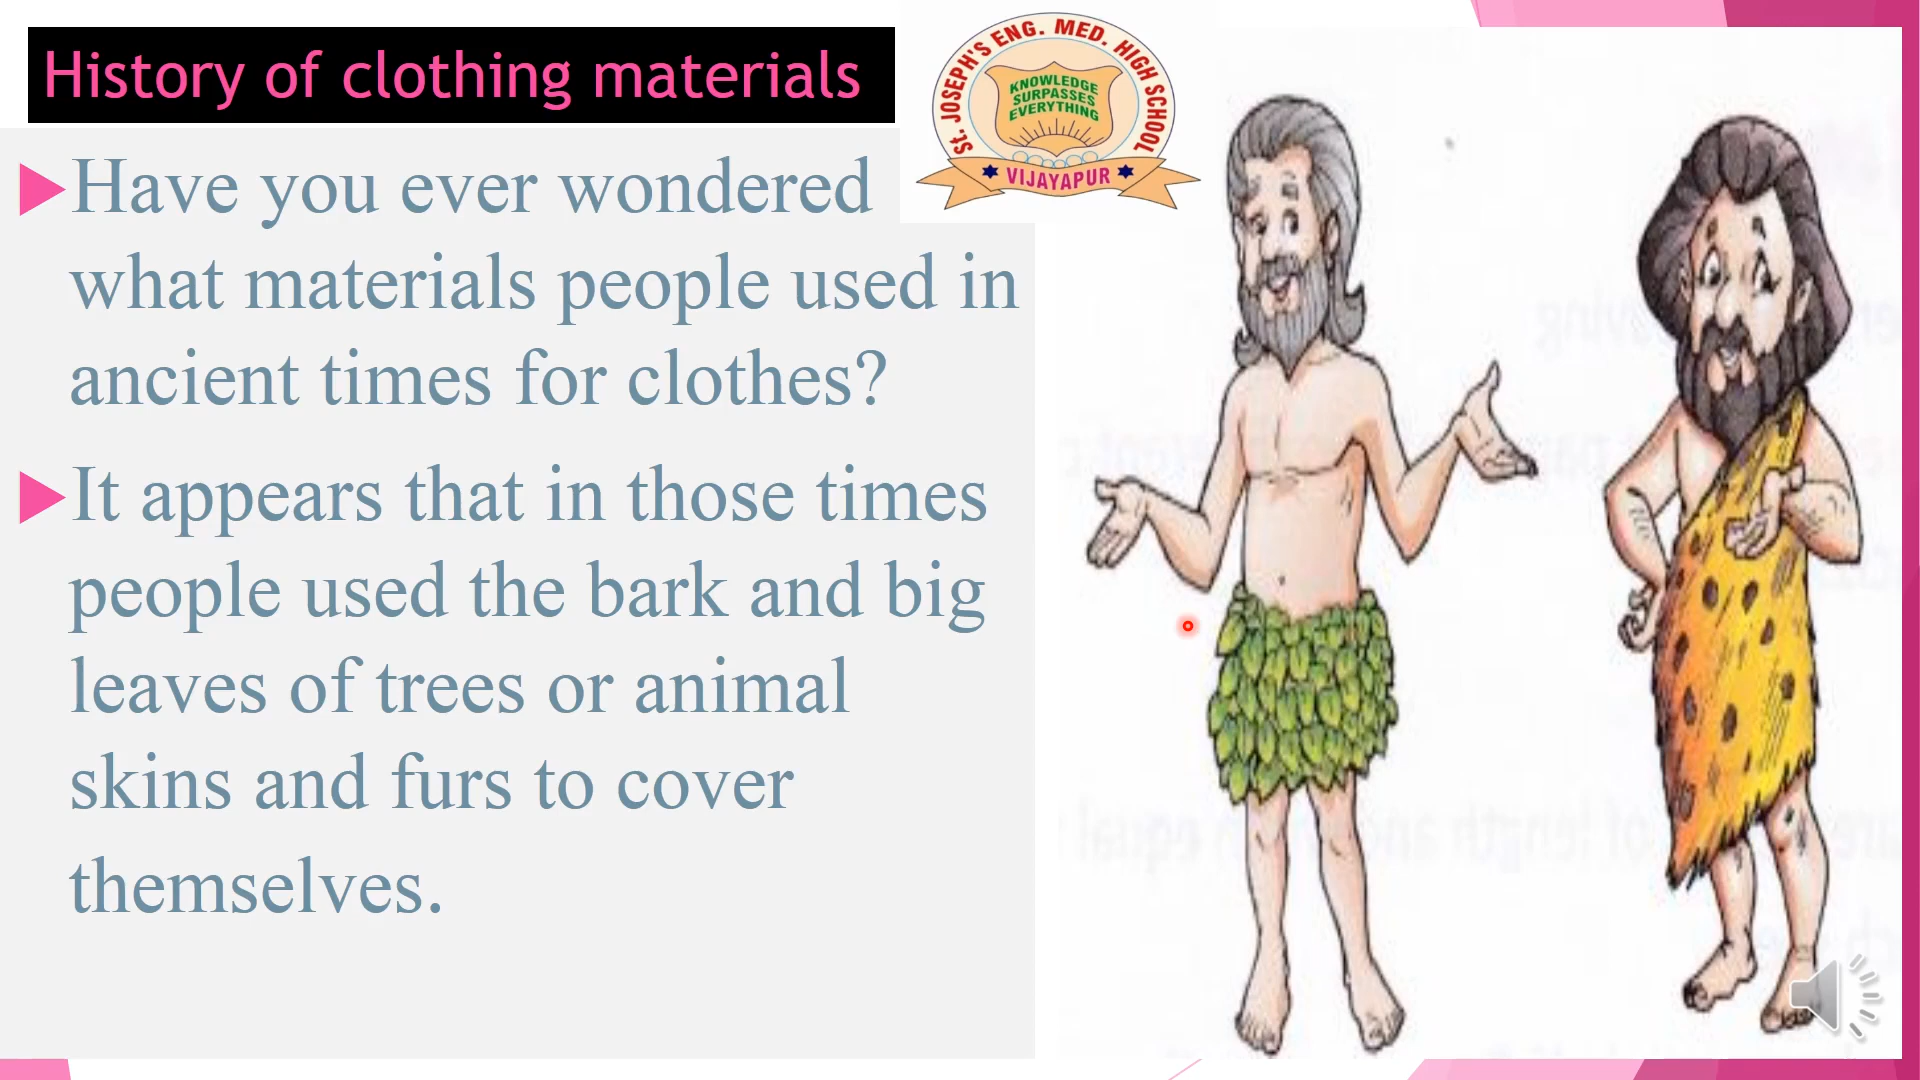 History of clothing materials
St. JOSEPH'S ENG. MED. HIGH SCHOOL
KNOWLEDGE
SURPASSES
EVERYTHING
VIJAYAPUR
Have you ever wondered
what materials people used in
ancient times for clothes?
It appears that in those times
people used the bark and big
leaves of trees or animal
skins and furs to cover
themselves.